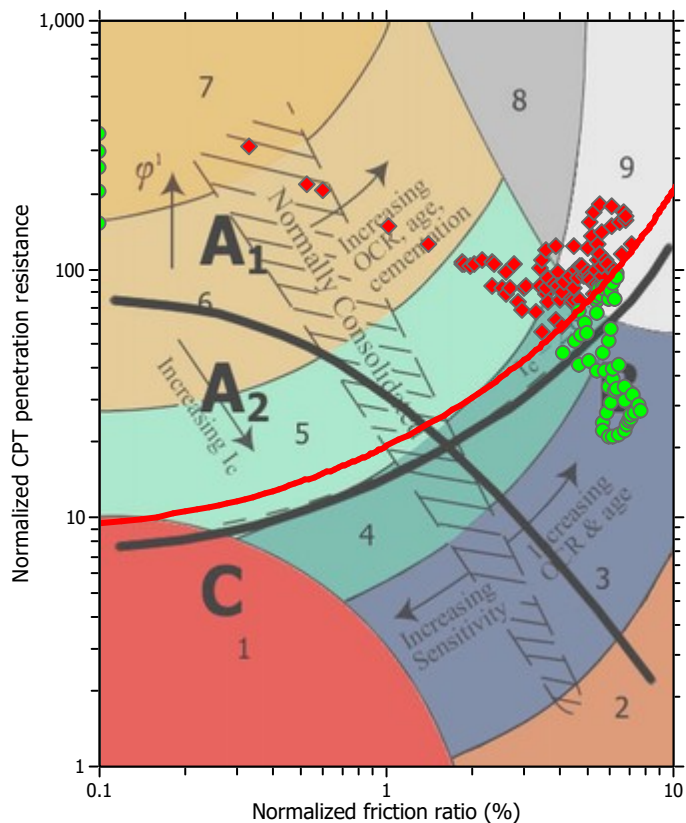 1,000
100
10
1
0.1
1
10
Normalized CPT penetration resistance
Normalized friction ratio (%)
7
8
9
φ¹
A1
6
A2
5
4
C
1
3
2
Normally Consolidated
Increasing
OCR, age,
cementation
Increasing Ic
Ic
Increasing
OCR & age
Increasing
Sensitivity